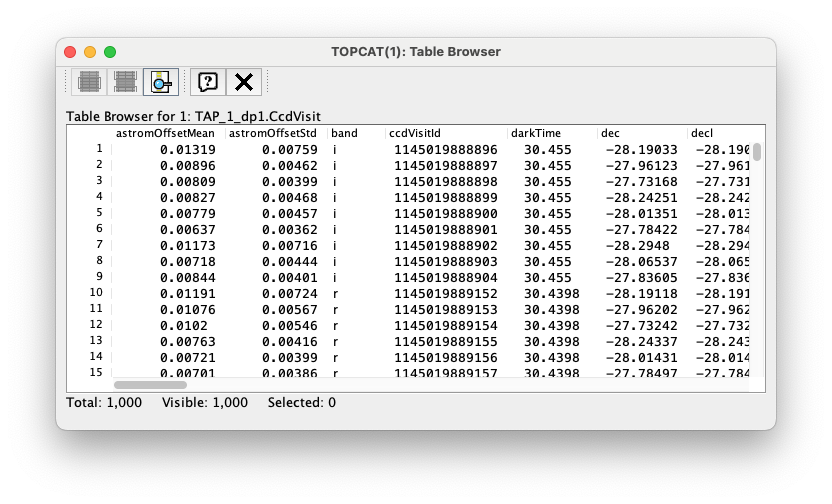 TOPCAT(1): Table Browser
Table Browser for 1: TAP_1_dp1.CcdVisit
astromOffsetMean astromOffsetStd band ccdVisitId darkTime dec decl
1 0.01319 0.00759 i 1145019888896 30.455 -28.19033 -28.190
2 0.00896 0.00462 i 1145019888897 30.455 -27.96123 -27.961
3 0.00809 0.00399 i 1145019888898 30.455 -27.73168 -27.731
4 0.00827 0.00468 i 1145019888899 30.455 -28.24251 -28.242
5 0.00779 0.00457 i 1145019888900 30.455 -28.01351 -28.013
6 0.00637 0.00362 i 1145019888901 30.455 -27.78422 -27.784
7 0.01173 0.00716 i 1145019888902 30.455 -28.2948 -28.294
8 0.00718 0.00444 i 1145019888903 30.455 -28.06537 -28.065
9 0.00844 0.00401 i 1145019888904 30.455 -27.83605 -27.836
10 0.01191 0.00724 r 1145019889152 30.4398 -28.19118 -28.191
11 0.01076 0.00567 r 1145019889153 30.4398 -27.96202 -27.962
12 0.0102 0.00546 r 1145019889154 30.4398 -27.73242 -27.732
13 0.00763 0.00416 r 1145019889155 30.4398 -28.24337 -28.243
14 0.00721 0.00399 r 1145019889156 30.4398 -28.01431 -28.014
15 0.00701 0.00386 r 1145019889157 30.4398 -27.78497 -27.784
Total: 1,000 Visible: 1,000 Selected: 0